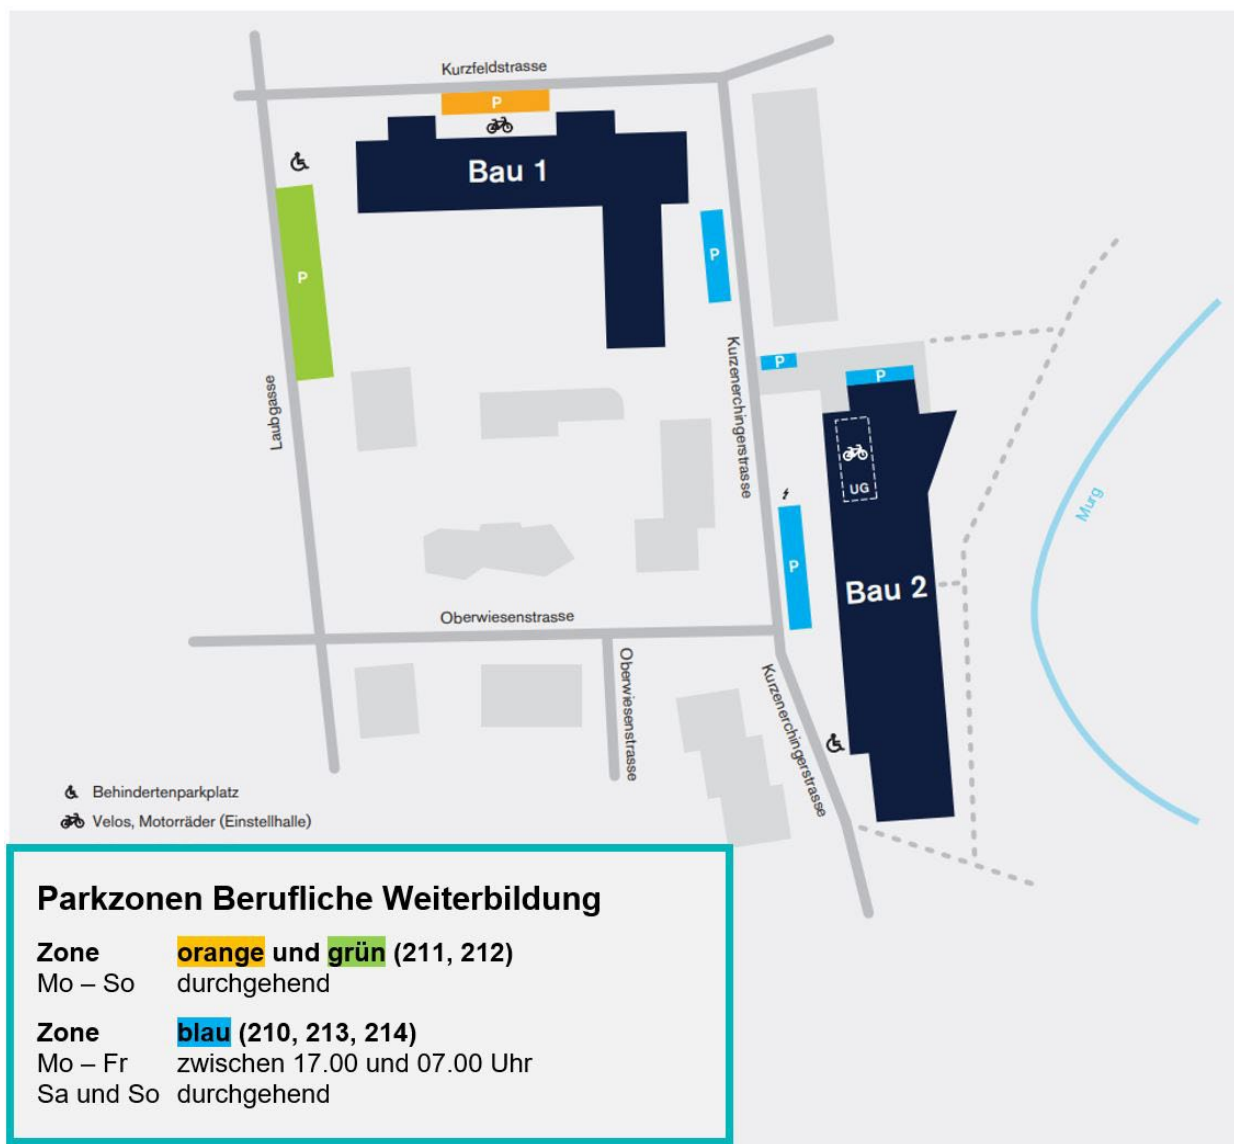 Kurzfeldstrasse
P
Bau 1
P
P
Kurzenerchingerstrasse
P
P
Laubgasse
UG
Murg
P
Bau 2
Oberwiesenstrasse
Oberwiesenstrasse
Kurzenerchingerstrasse
Behindertenparkplatz
Velos, Motorräder (Einstellhalle)
Parkzonen Berufliche Weiterbildung
Zone orange und grün (211, 212)
Mo – So durchgehend
Zone blau (210, 213, 214)
Mo – Fr zwischen 17.00 und 07.00 Uhr
Sa und So durchgehend